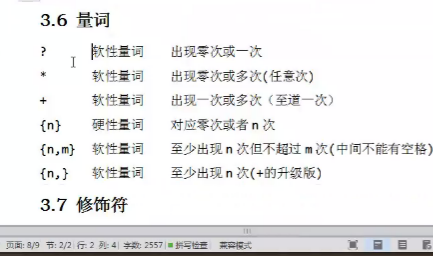 3.6 量词
? 软性量词 出现零次或一次
* 软性量词 出现零次或多次(任意次)
+ 软性量词 出现一次或多次（至道一次）
{n} 硬性量词 对应零次或者 n 次
{n,m} 软性量词 至少出现 n 次但不超过 m 次(中间不能有空格)
{n,} 软性量词 至少出现 n 次(+的升级版)
3.7 修饰符
页面: 8/9 节: 2/2 行: 2 列: 4 字数: 2557 拼写检查 兼容模式